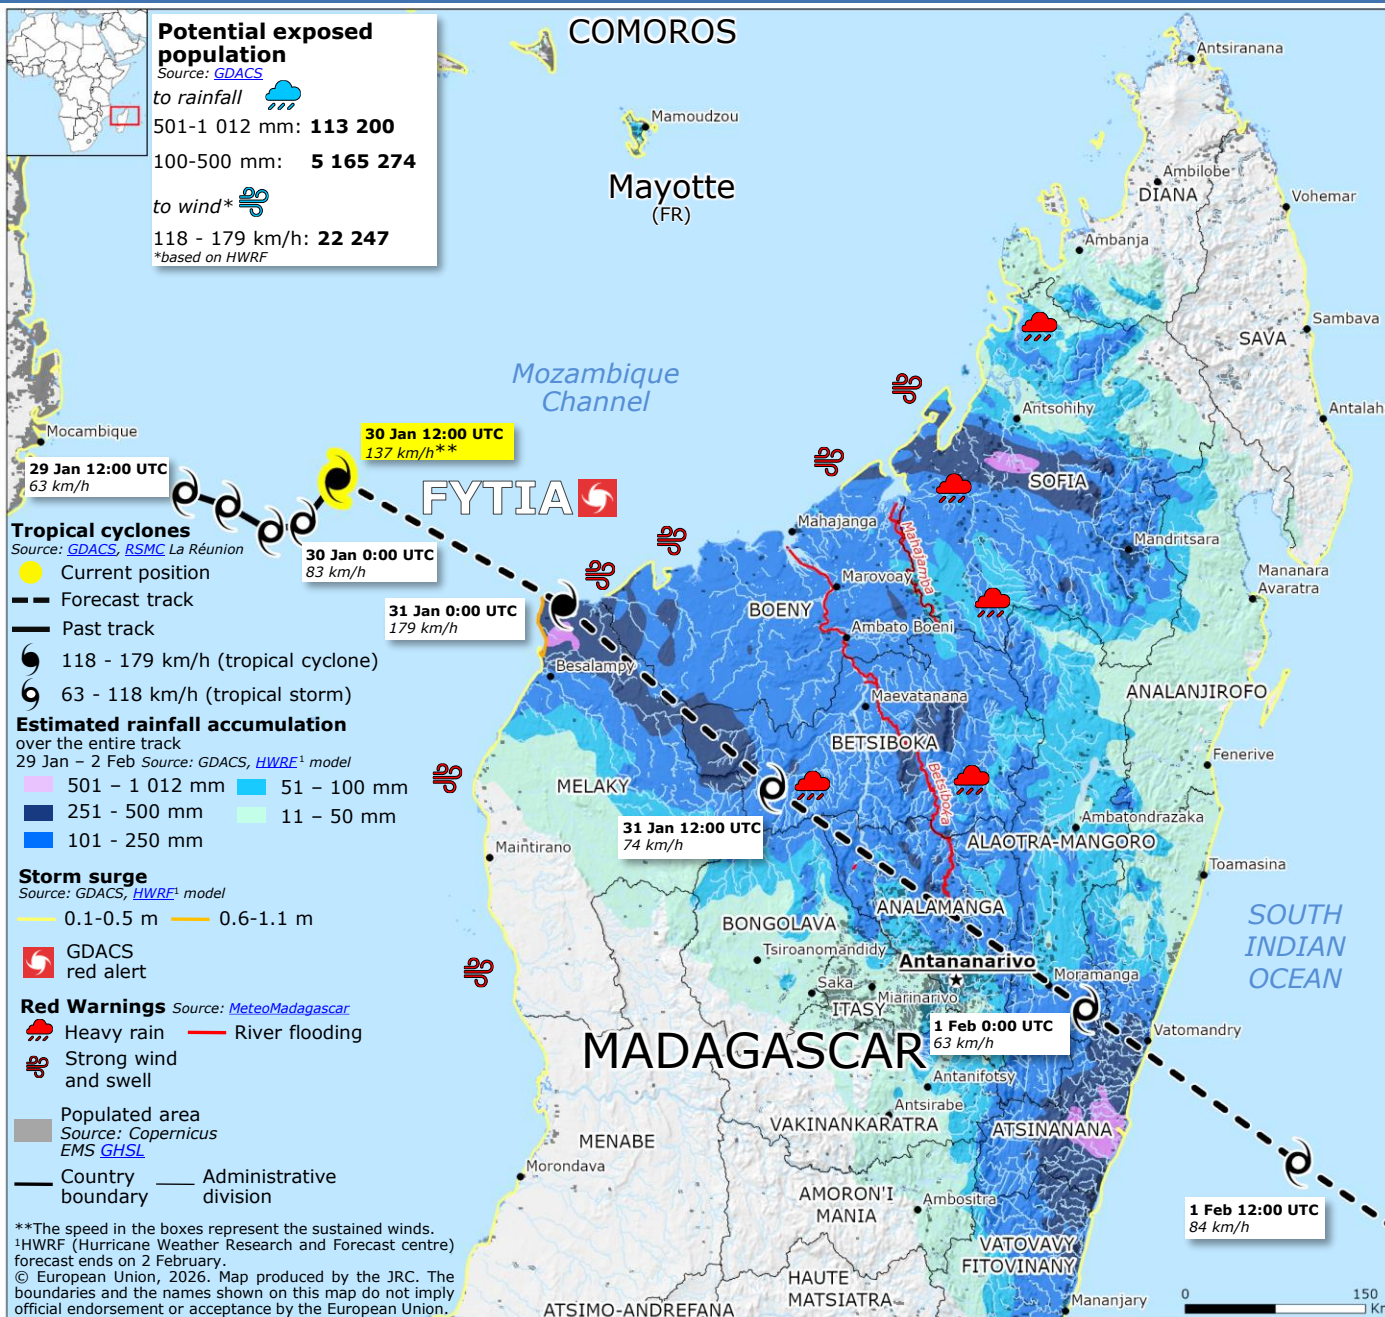 Potential exposed
population
Source: GDACS
to rainfall
501-1 012 mm: 113 200
100-500 mm: 5 165 274
to wind*
118 - 179 km/h: 22 247
*based on HWRF
COMOROS
Antsiranana
Mamoudzou
Mayotte
(FR)
Ambilobe
DIANA
Vohemar
Ambanja
Sambava
SAVA
Mozambique
Channel
Antsohihy
Antalah
Mocambique
30 Jan 12:00 UTC
137 km/h**
29 Jan 12:00 UTC
63 km/h
FYTIA
SOFIA
Mahajanga
Mahajamba
Mandritsara
30 Jan 0:00 UTC
83 km/h
Mananara
Avaratra
Marovoay
BOENY
31 Jan 0:00 UTC
179 km/h
Ambato Boeni
Besalampy
Maevatanana
ANALANJIROFO
BETSIBOKA
Fenerive
MELAKY
Betsiboka
31 Jan 12:00 UTC
74 km/h
Ambatondrazaka
ALAOTRA-MANGORO
Maintirano
Toamasina
ANALAMANGA
BONGOLAVA
SOUTH
INDIAN
OCEAN
Tsiroanomandidy
Antananarivo
Moramanga
Saka
Miarinarivo
ITASY
1 Feb 0:00 UTC
63 km/h
Vatomandry
MADAGASCAR
Antanifotsy
Antsirabe
VAKINANKARATRA
ATSINANANA
MENABE
Morondava
AMORON'I
MANIA
Ambositra
1 Feb 12:00 UTC
84 km/h
VATOVAVY
FITOVINANY
HAUTE
MATSIATRA
Mananjary
ATSIMO-ANDREFANA
0 150
Km
Tropical cyclones
Source: GDACS, RSMC La Réunion
Current position
Forecast track
Past track
118 - 179 km/h (tropical cyclone)
63 - 118 km/h (tropical storm)
Estimated rainfall accumulation
over the entire track
29 Jan – 2 Feb Source: GDACS, HWRF¹ model
501 – 1 012 mm 51 – 100 mm
251 - 500 mm 11 – 50 mm
101 - 250 mm
Storm surge
Source: GDACS, HWRF¹ model
0.1-0.5 m 0.6-1.1 m
GDACS
red alert
Red Warnings Source: MeteoMadagascar
Heavy rain River flooding
Strong wind
and swell
Populated area
Source: Copernicus
EMS GHSL
Country
boundary
Administrative
division
**The speed in the boxes represent the sustained winds.
¹HWRF (Hurricane Weather Research and Forecast centre)
forecast ends on 2 February.
© European Union, 2026. Map produced by the JRC. The
boundaries and the names shown on this map do not imply
official endorsement or acceptance by the European Union.